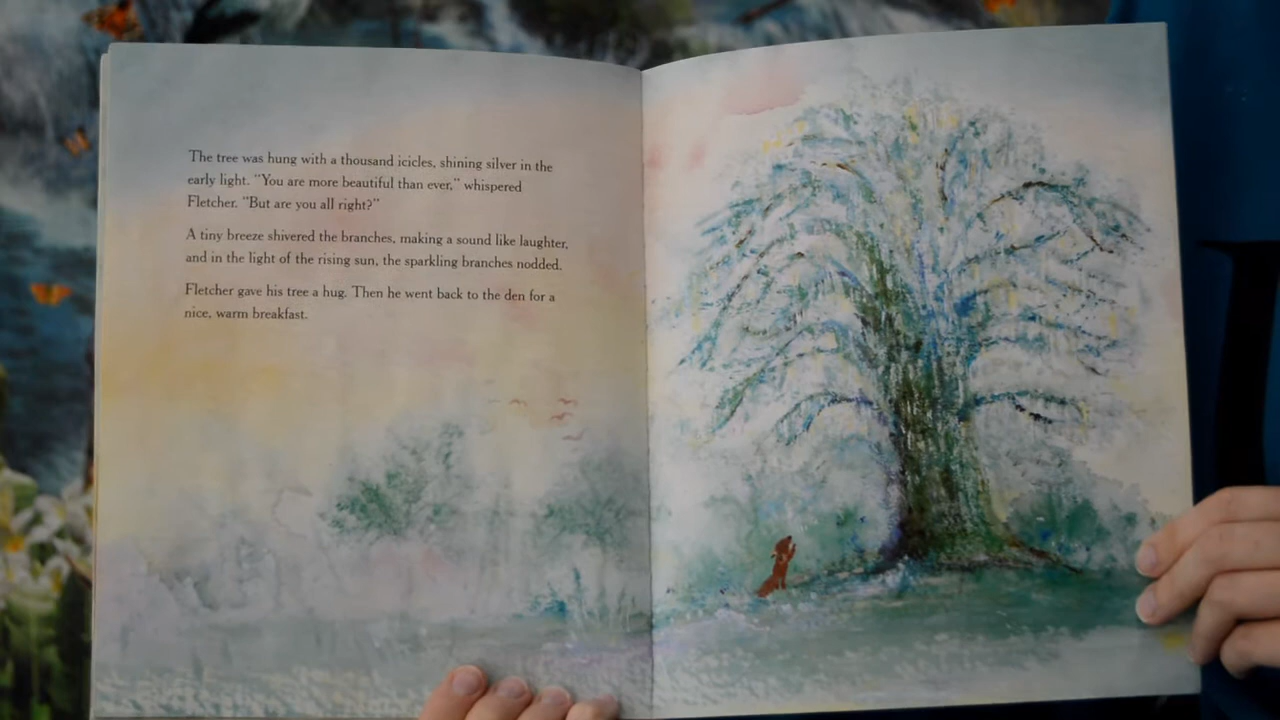 The tree was hung with a thousand icicles, shining silver in the
early light. "You are more beautiful than ever," whispered
Fletcher. "But are you all right?"
A tiny breeze shivered the branches, making a sound like laughter,
and in the light of the rising sun, the sparkling branches nodded.
Fletcher gave his tree a hug. Then he went back to the den for a
nice, warm breakfast.